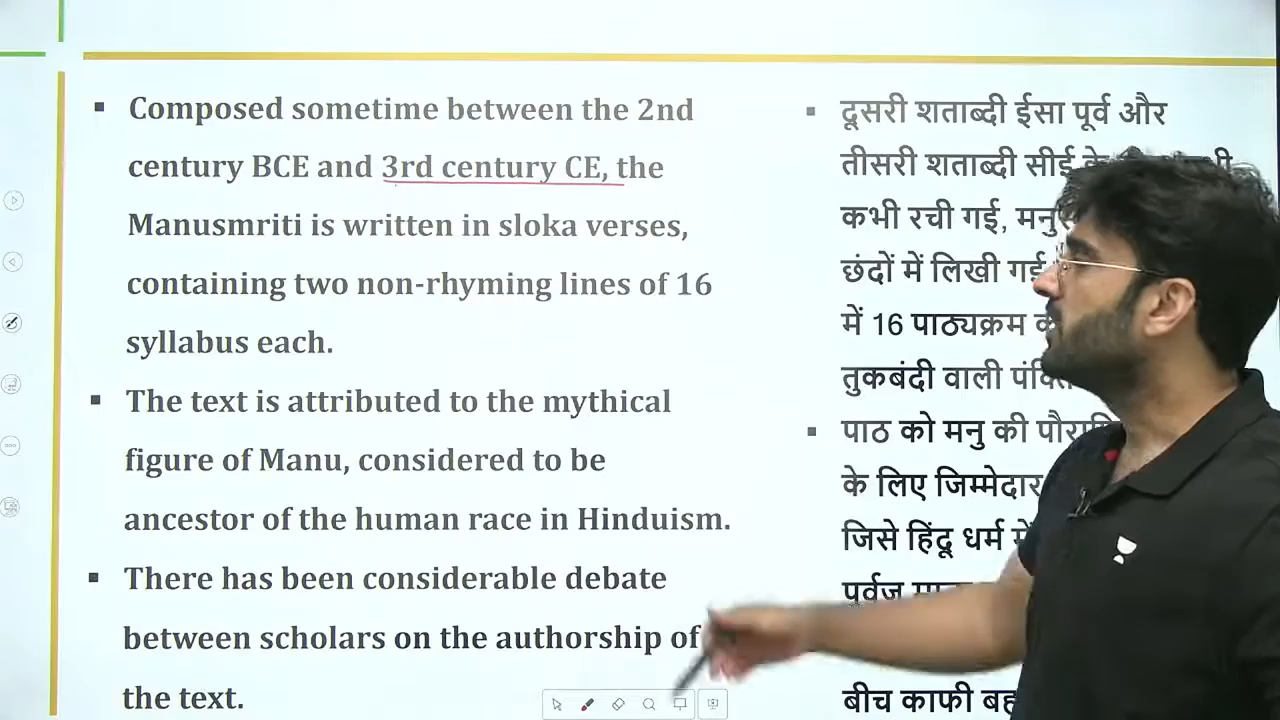 ▪ Composed sometime between the 2nd
century BCE and 3rd century CE, the
Manusmriti is written in sloka verses,
containing two non-rhyming lines of 16
syllabus each.
▪ The text is attributed to the mythical
figure of Manu, considered to be
ancestor of the human race in Hinduism.
▪ There has been considerable debate
between scholars on the authorship of
the text.
▪ दूसरी शताब्दी ईसा पूर्व और
तीसरी शताब्दी सीई
कभी रची गई,
छंदों में लिखी गई
में 16 पाठ्यक्रम
तुकबंदी वाली
▪ पाठ को मनु की
के लिए जिम्मेदार
जिसे हिंदू धर्म में
पूर्वज
बीच काफी